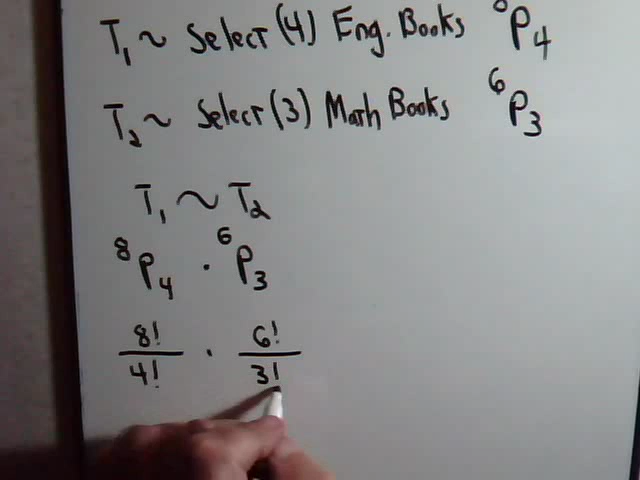 T₁ ~ Select (4) Eng. Books ⁸P₄
T₂ ~ Select (3) Math Books ⁶P₃
T₁ ~ T₂
⁸P₄ · ⁶P₃
8!/4! · 6!/3!